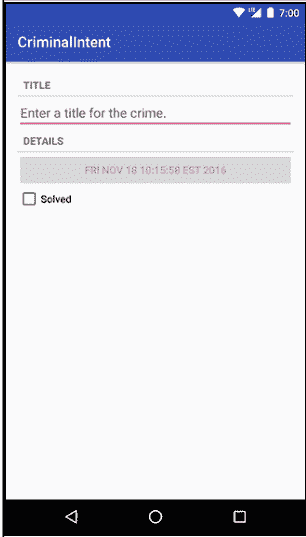 7:00
CriminalIntent
TITLE
Enter a title for the crime.
DETAILS
FRI NOV 18 10:15:58 EST 2016
Solved